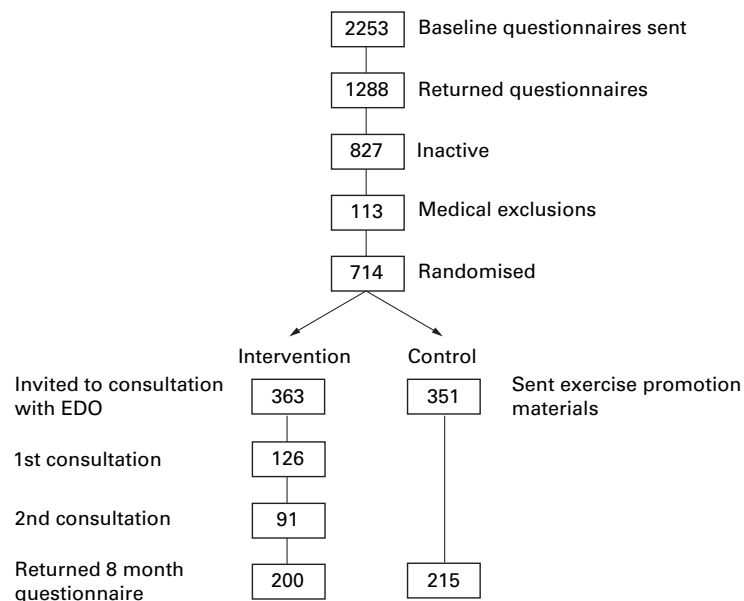 2253 Baseline questionnaires sent
1288 Returned questionnaires
827 Inactive
113 Medical exclusions
714 Randomised
Intervention Control
Invited to consultation
with EDO
363
351
Sent exercise promotion
materials
1st consultation 126
2nd consultation 91
Returned 8 month
questionnaire
200
215